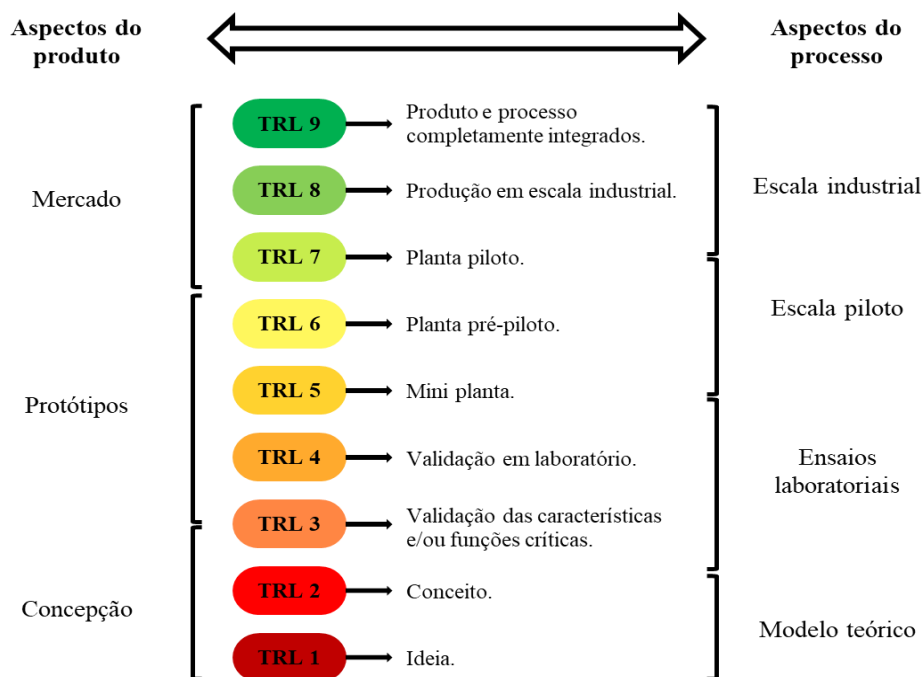 Aspectos do
produto
Aspectos do
processo
Mercado
Protótipos
Concepção
TRL 9
Produto e processo
completamente integrados.
TRL 8
Produção em escala industrial.
TRL 7
Planta piloto.
TRL 6
Planta pré-piloto.
TRL 5
Mini planta.
TRL 4
Validação em laboratório.
TRL 3
Validação das características
e/ou funções críticas.
TRL 2
Conceito.
TRL 1
Ideia.
Escala industrial
Escala piloto
Ensaios
laboratoriais
Modelo teórico